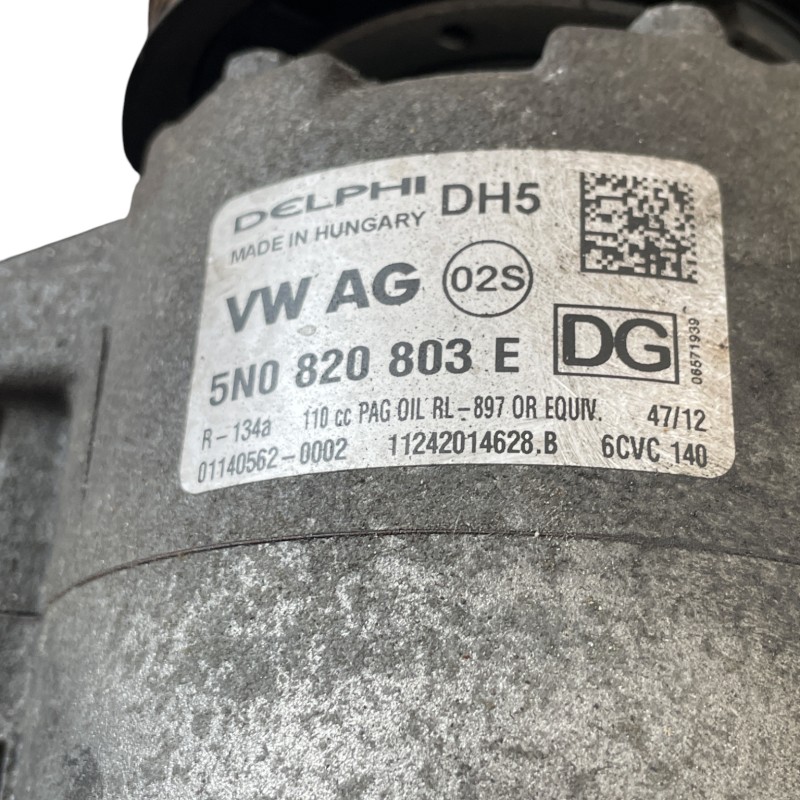 DELPHI DH5
MADE IN HUNGARY
VW AG 02S
5N0 820 803 E DG
06571939
R-134a 110 cc PAG OIL RL-897 OR EQUIV. 47/12
01140562-0002 11242014628.B 6CVC 140